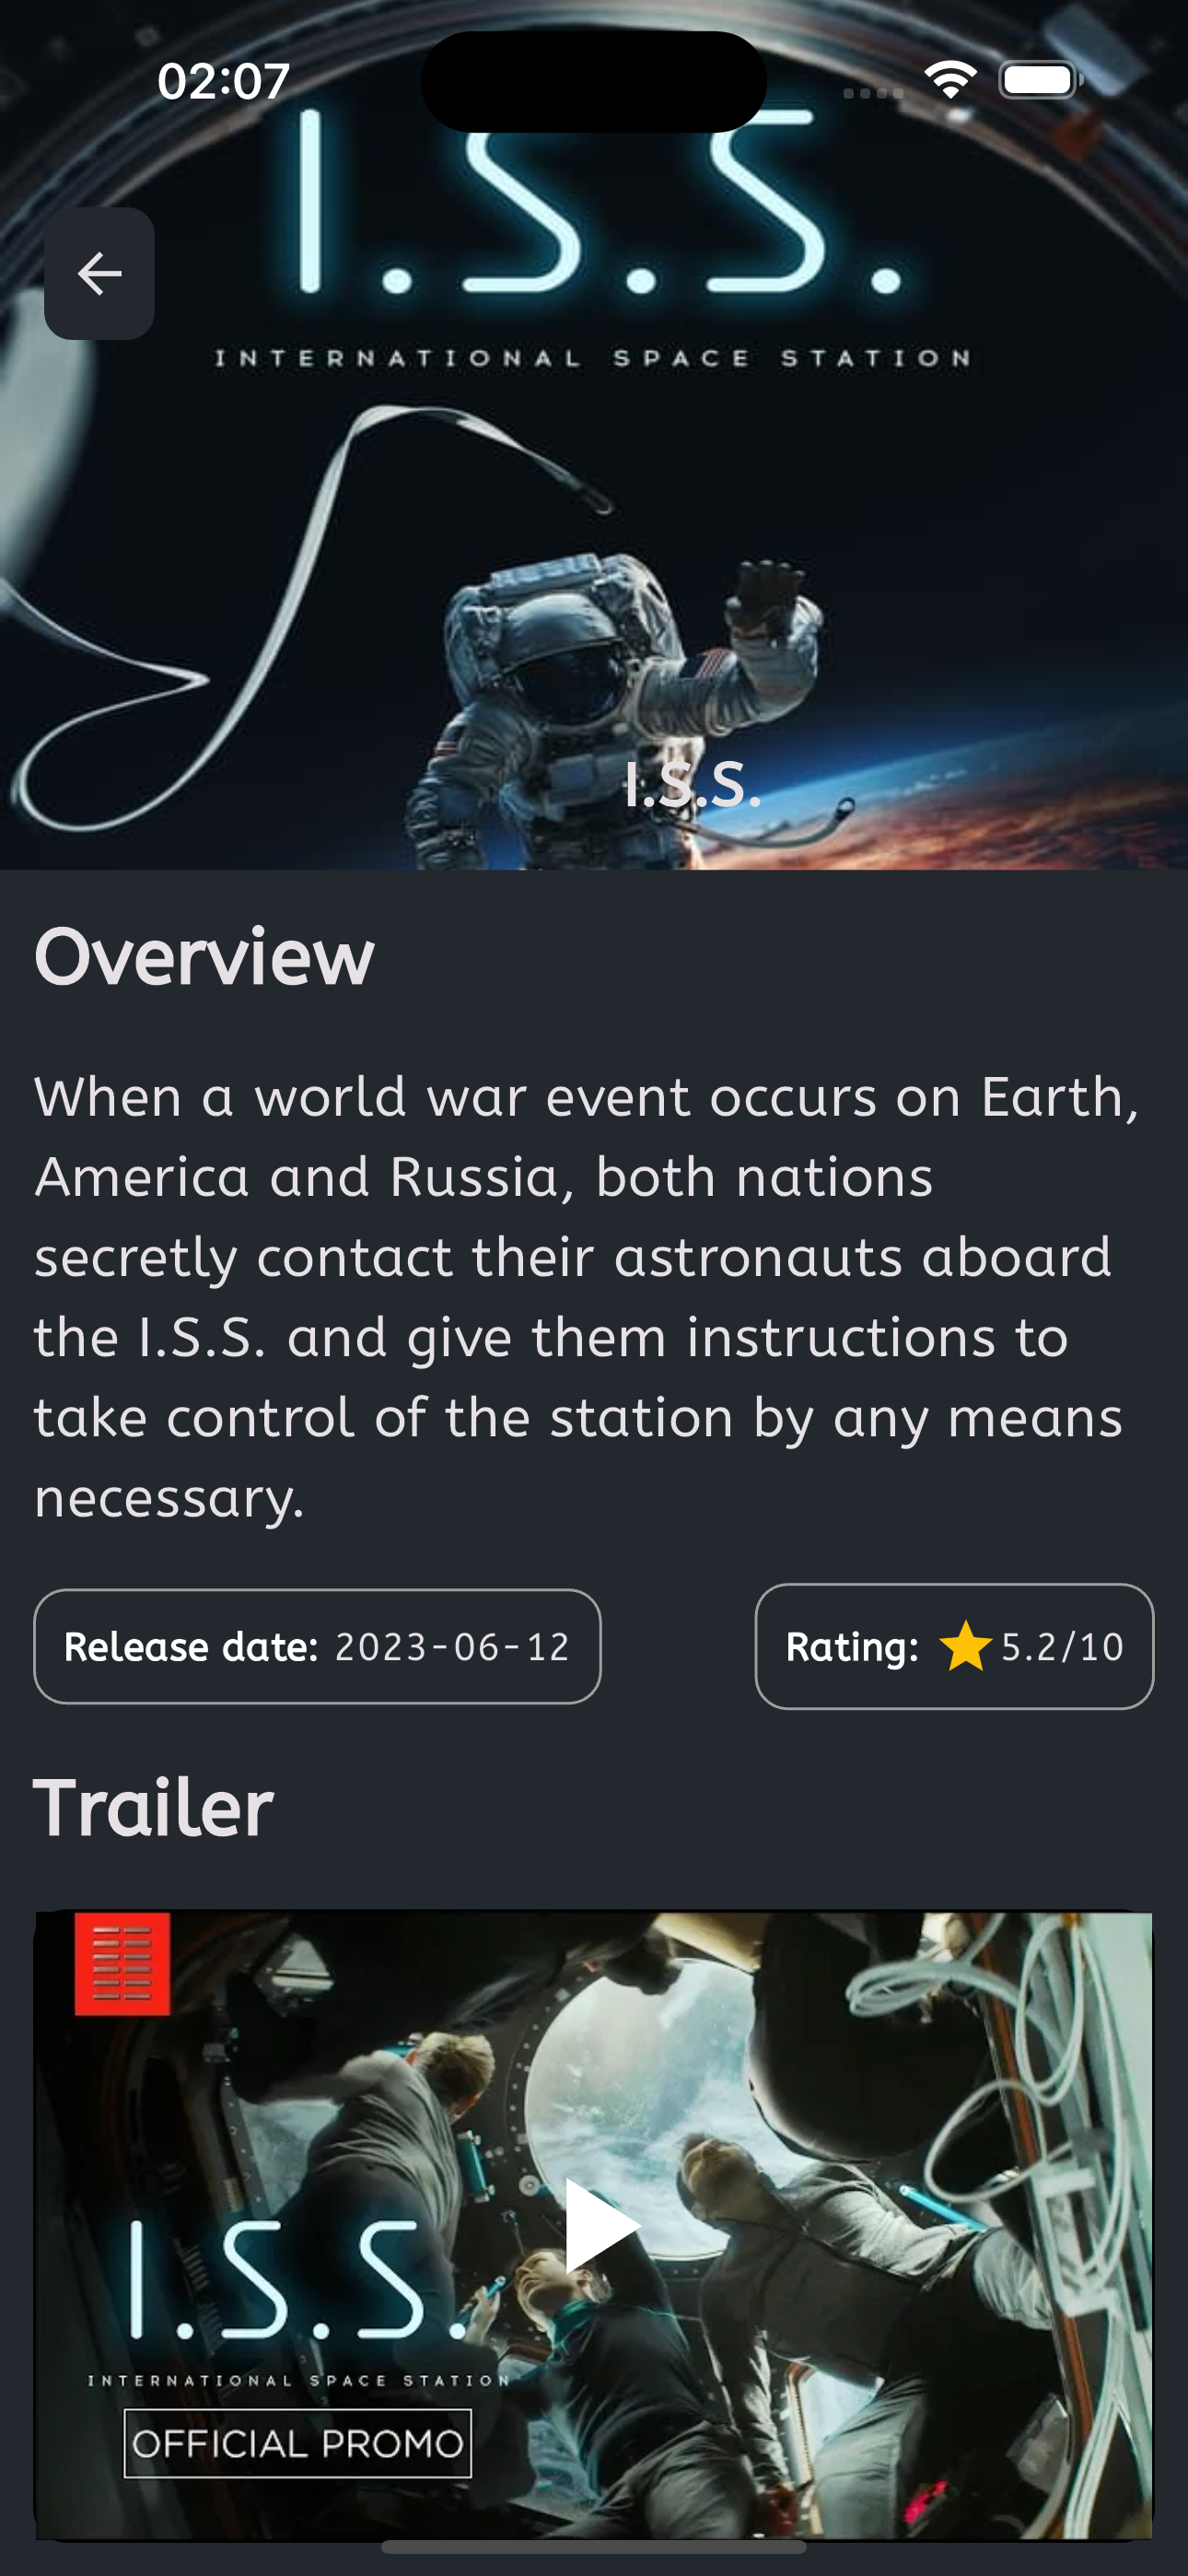 02:07
I.S.S.
INTERNATIONAL SPACE STATION
I.S.S.
Overview
When a world war event occurs on Earth,
America and Russia, both nations
secretly contact their astronauts aboard
the I.S.S. and give them instructions to
take control of the station by any means
necessary.
Release date: 2023-06-12
Rating: 5.2/10
Trailer
I.S.S.
INTERNATIONAL SPACE STATION
OFFICIAL PROMO